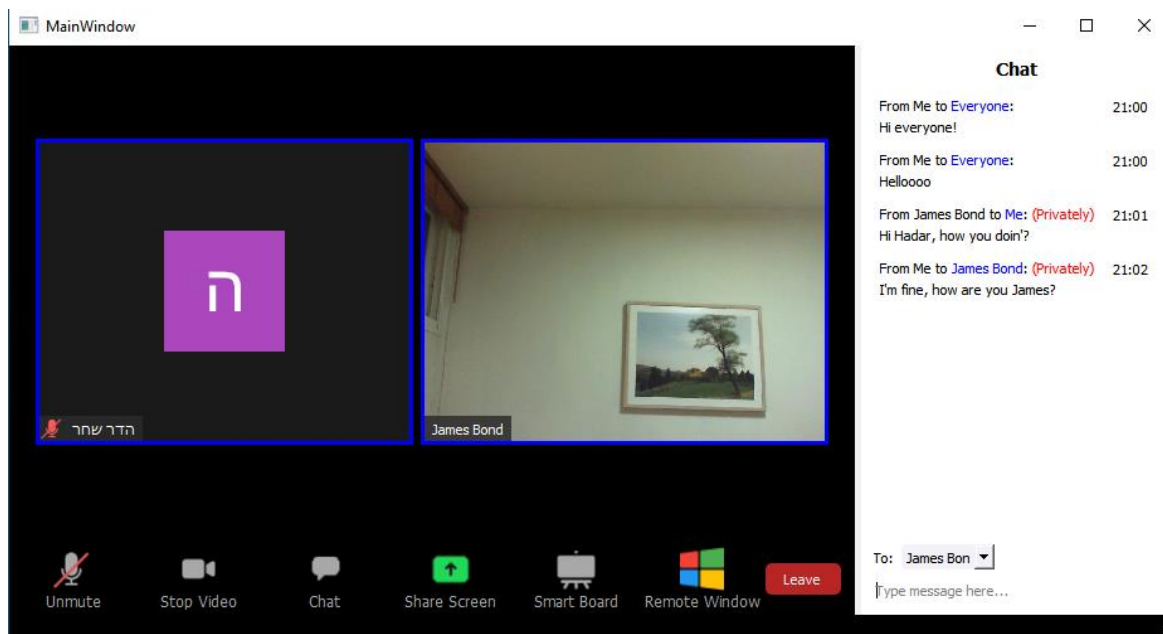 MainWindow
Chat
From Me to Everyone: 21:00
Hi everyone!
From Me to Everyone: 21:00
Helloooo
From James Bond to Me: (Privately) 21:01
Hi Hadar, how you doin'?
From Me to James Bond: (Privately) 21:02
I'm fine, how are you James?
ה
הדר שחר
James Bond
To: James Bon
Type message here...
Unmute
Stop Video
Chat
Share Screen
Smart Board
Remote Window
Leave